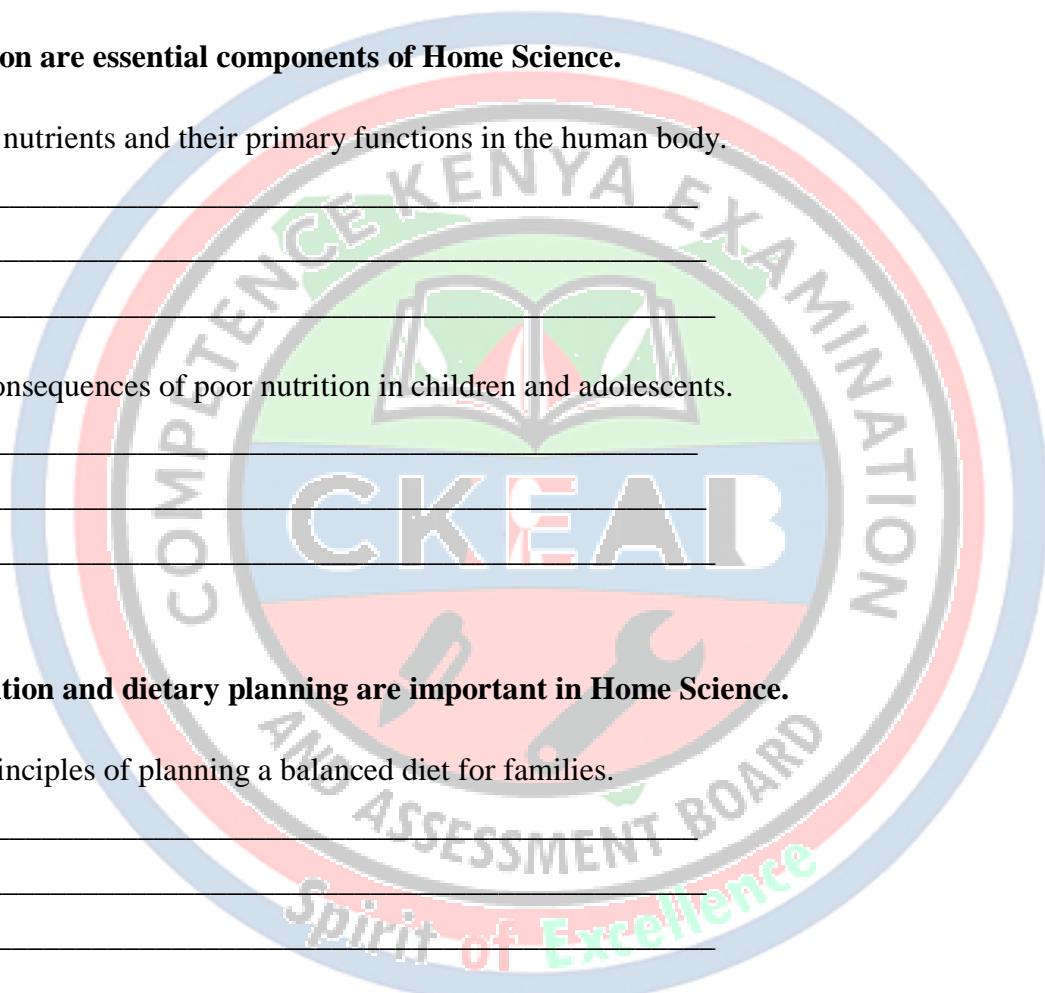 on are essential components of Home Science.
nutrients and their primary functions in the human body.
onsequences of poor nutrition in children and adolescents.
tion and dietary planning are important in Home Science.
inciples of planning a balanced diet for families.
COMPETENCE KENYA EXAMINATION
CKEAB
AND ASSESSMENT BOARD
Spirit of Excellence